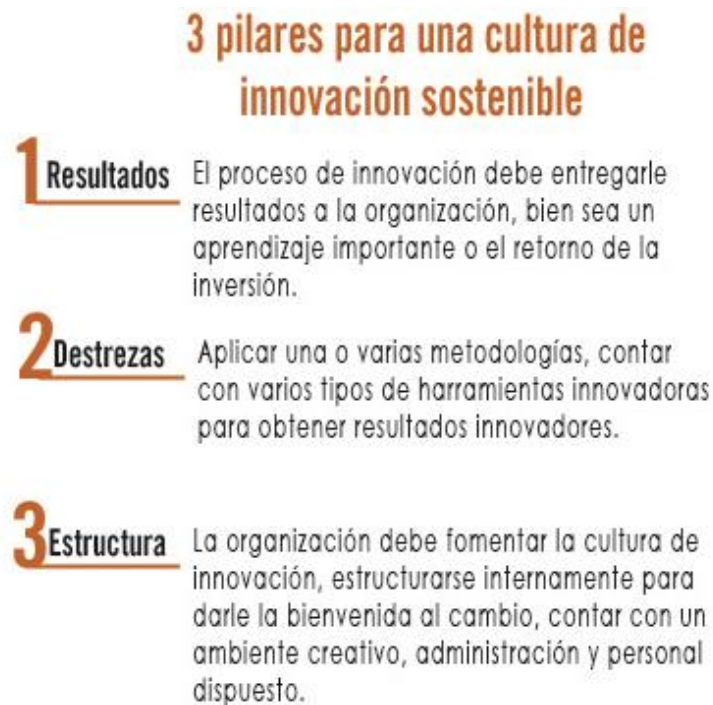 3 pilares para una cultura de
innovación sostenible
1 Resultados
El proceso de innovación debe entregarle
resultados a la organización, bien sea un
aprendizaje importante o el retorno de la
inversión.
2 Destrezas
Aplicar una o varias metodologías, contar
con varios tipos de harramientas innovadoras
para obtener resultados innovadores.
3 Estructura
La organización debe fomentar la cultura de
innovación, estructurarse internamente para
darle la bienvenida al cambio, contar con un
ambiente creativo, administración y personal
dispuesto.